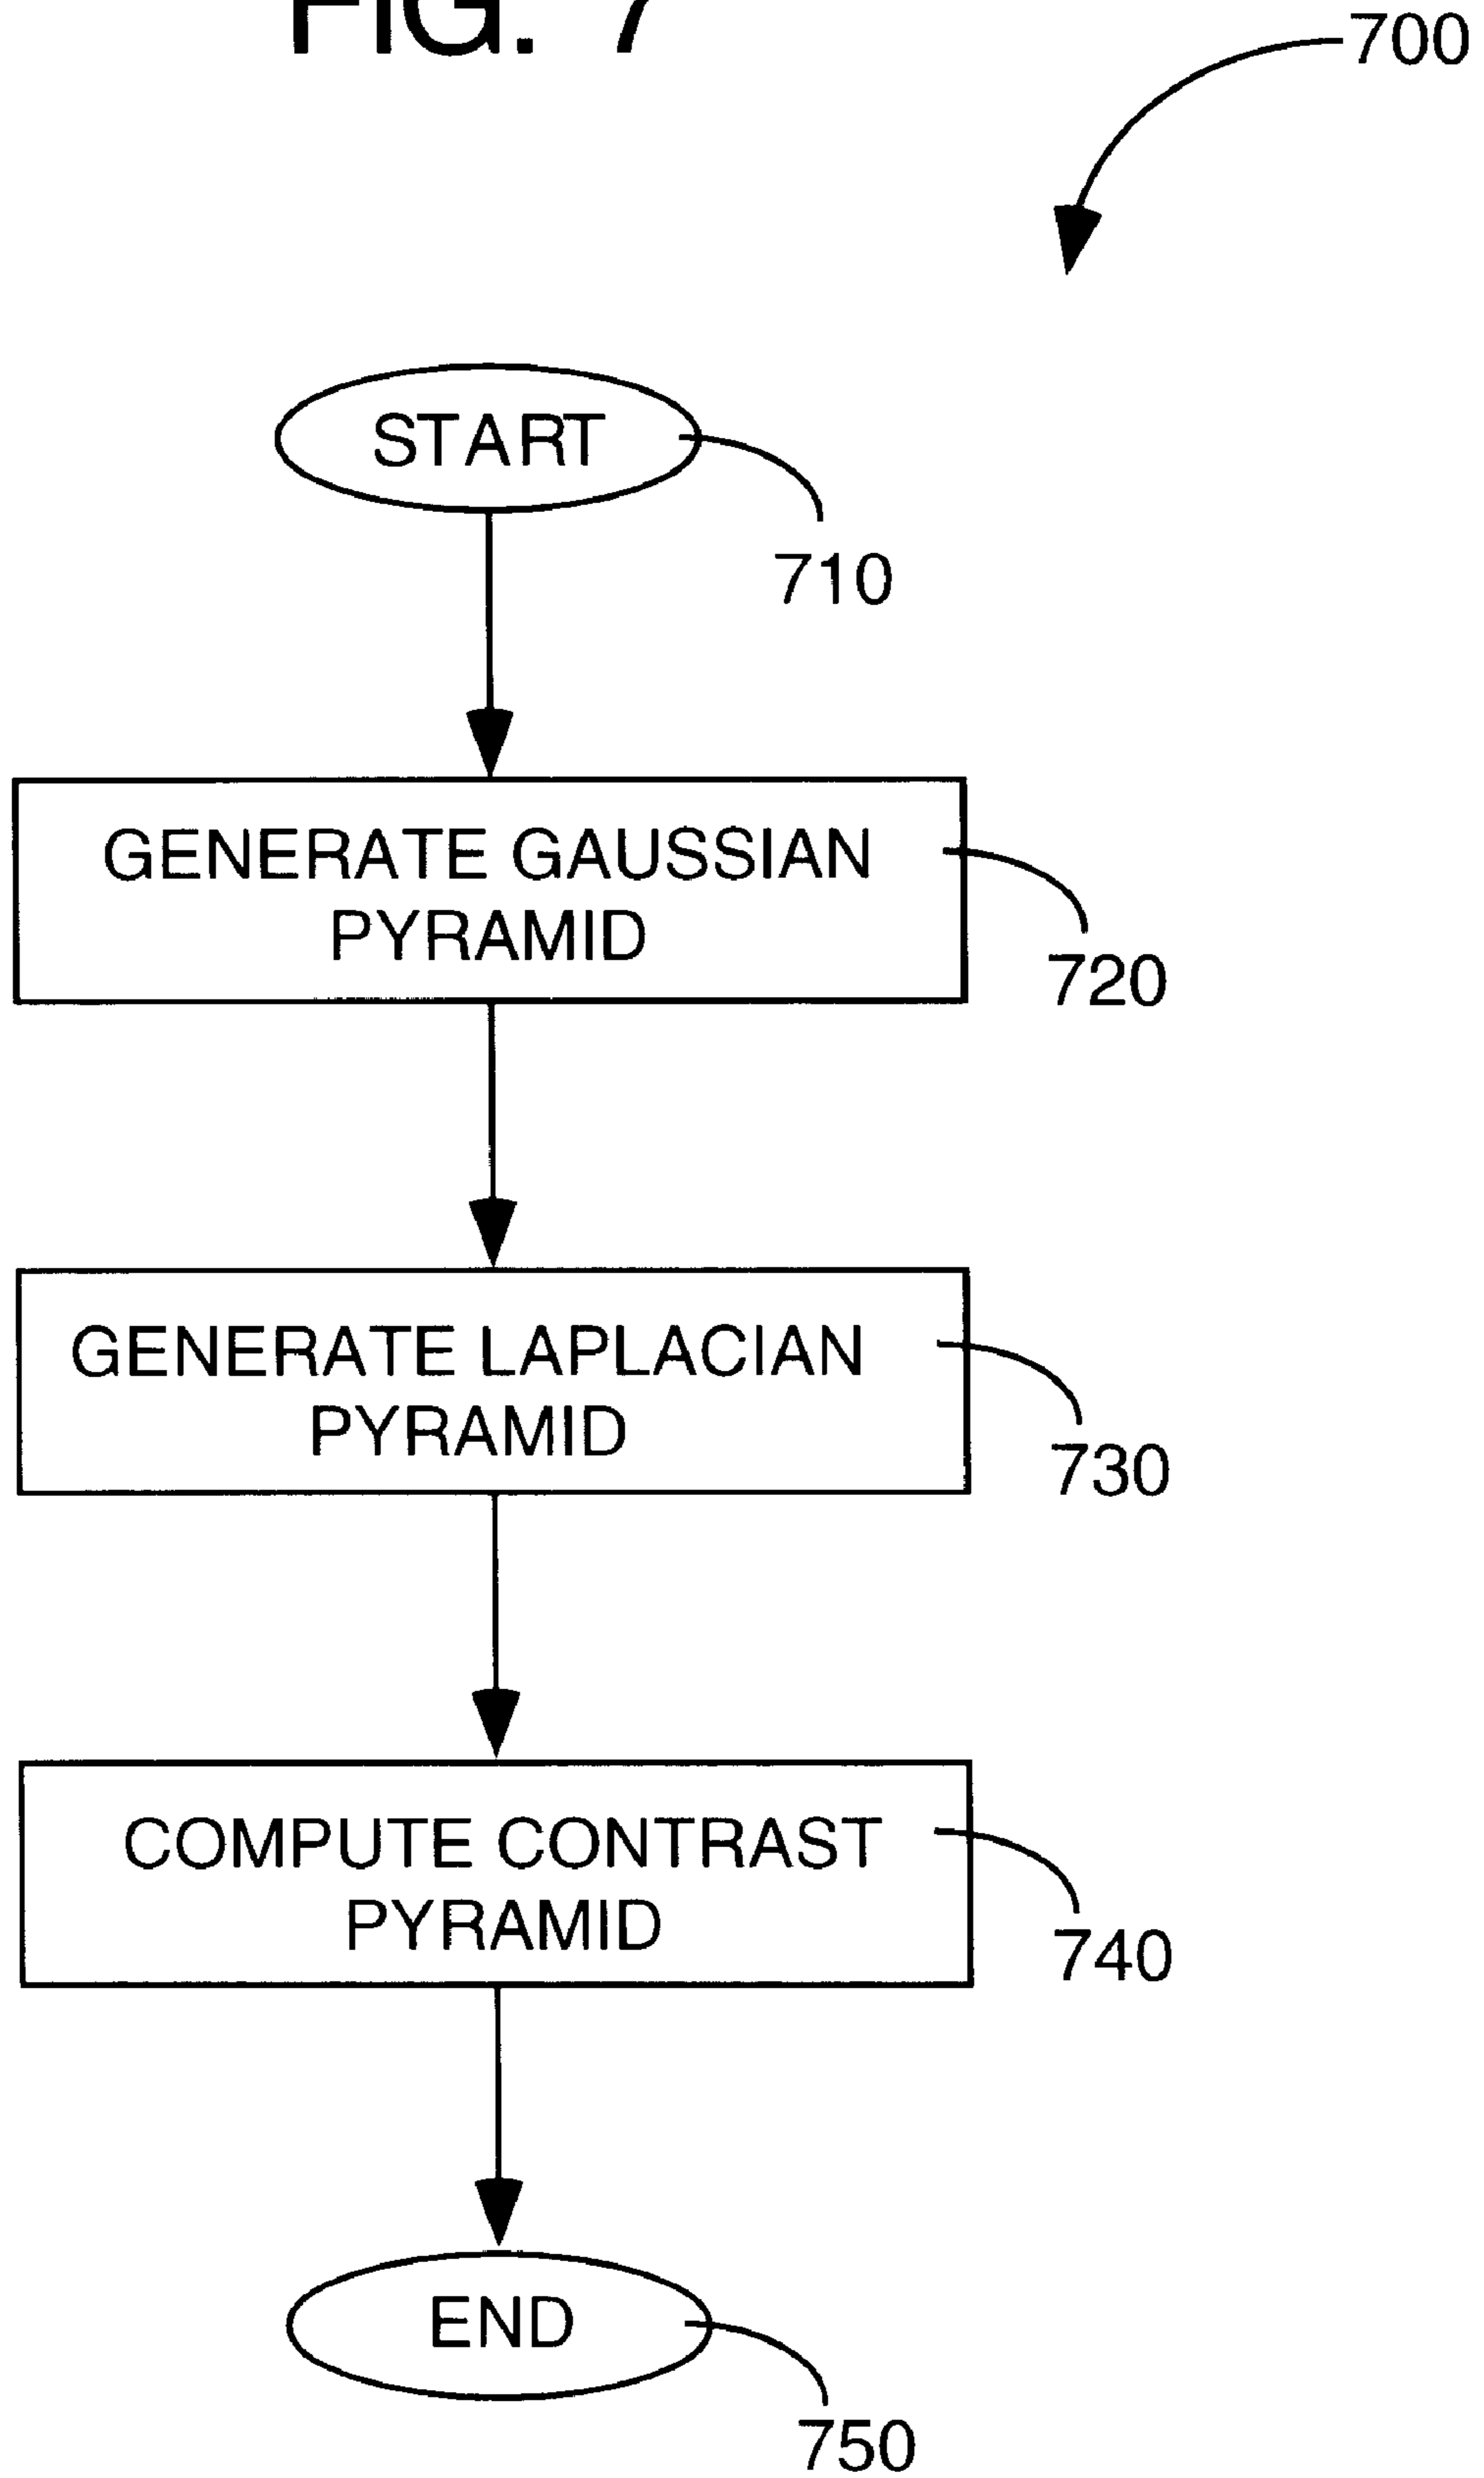 FIG. 7
700
START
710
GENERATE GAUSSIAN
PYRAMID
720
GENERATE LAPLACIAN
PYRAMID
730
COMPUTE CONTRAST
PYRAMID
740
END
750